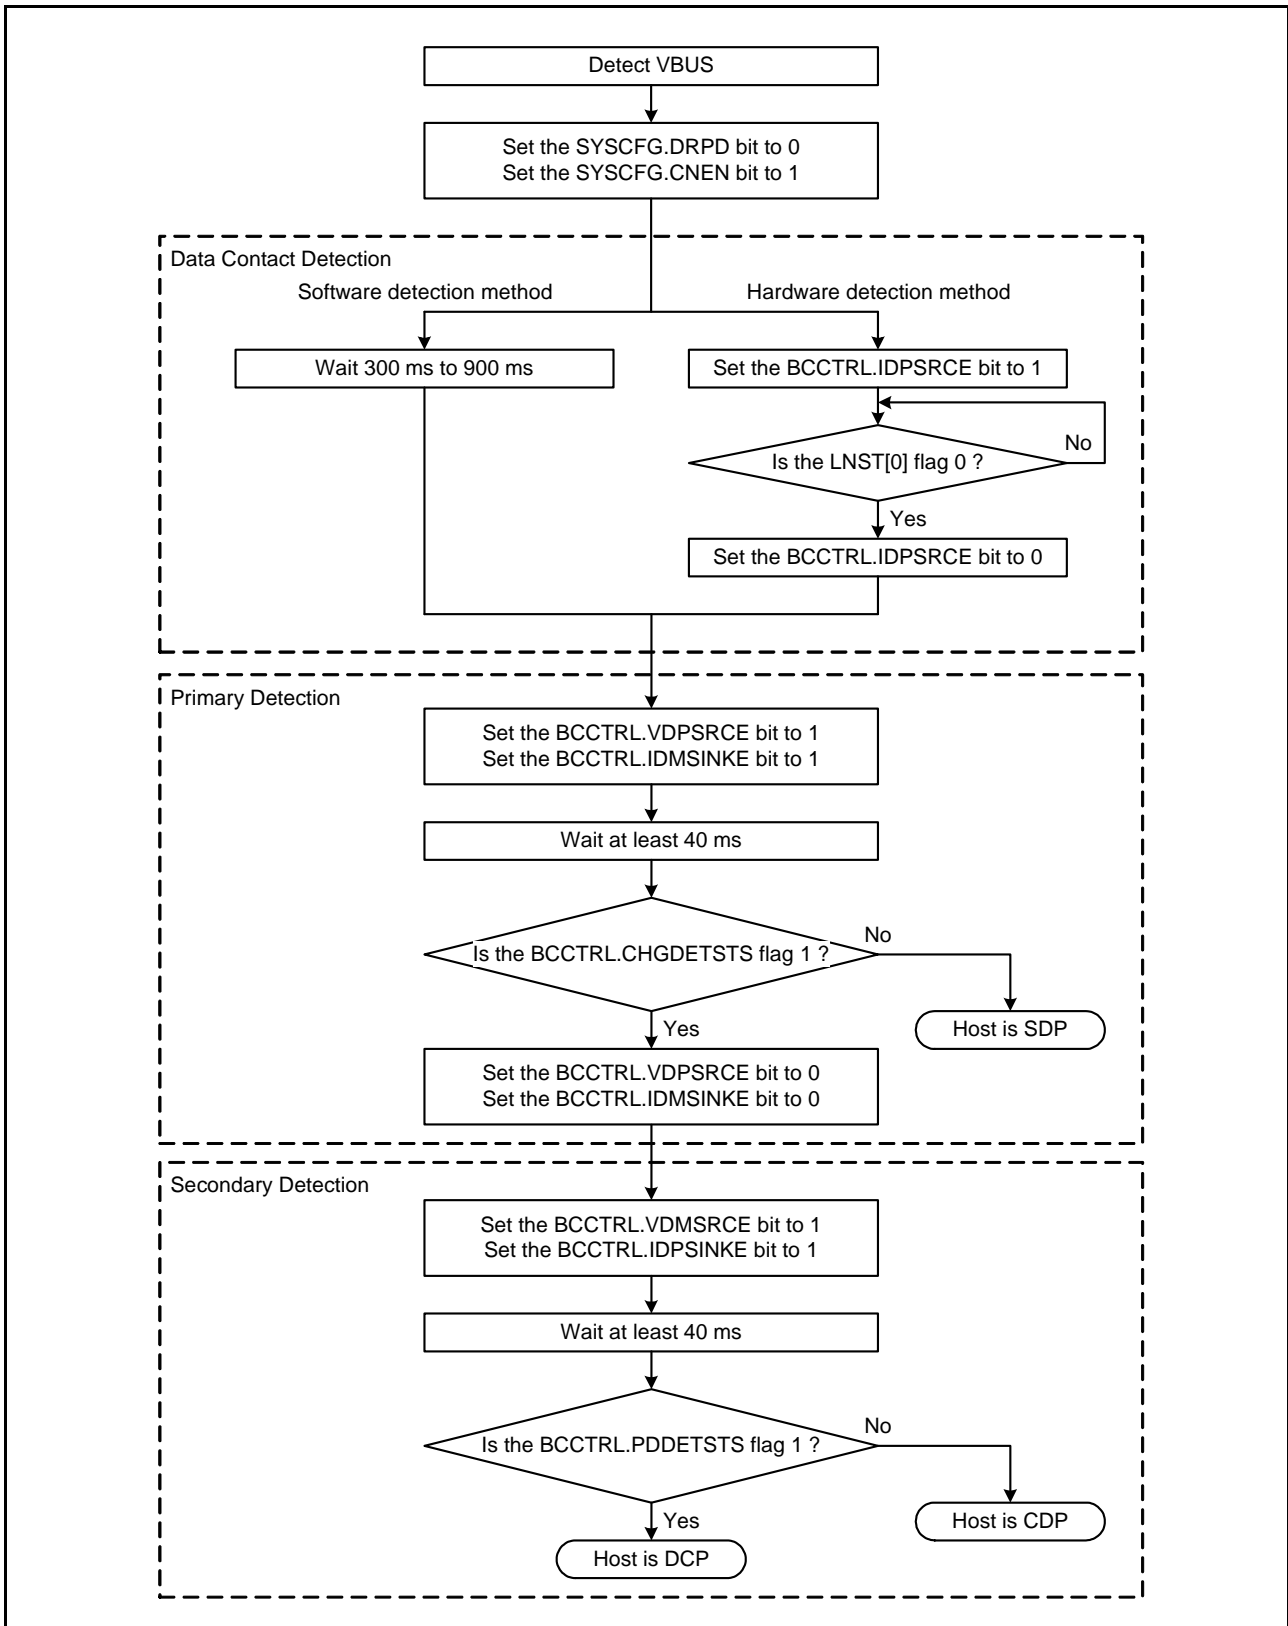 Detect VBUS
Set the SYSCFG.DRPD bit to 0
Set the SYSCFG.CNEN bit to 1
Data Contact Detection
Software detection method
Hardware detection method
Wait 300 ms to 900 ms
Set the BCCTRL.IDPSRCE bit to 1
Is the LNST[0] flag 0 ?
No
Yes
Set the BCCTRL.IDPSRCE bit to 0
Primary Detection
Set the BCCTRL.VDPSRCE bit to 1
Set the BCCTRL.IDMSINKE bit to 1
Wait at least 40 ms
Is the BCCTRL.CHGDETSTS flag 1 ?
No
Host is SDP
Yes
Set the BCCTRL.VDPSRCE bit to 0
Set the BCCTRL.IDMSINKE bit to 0
Secondary Detection
Set the BCCTRL.VDMSRCE bit to 1
Set the BCCTRL.IDPSINKE bit to 1
Wait at least 40 ms
Is the BCCTRL.PDDETSTS flag 1 ?
No
Host is CDP
Yes
Host is DCP